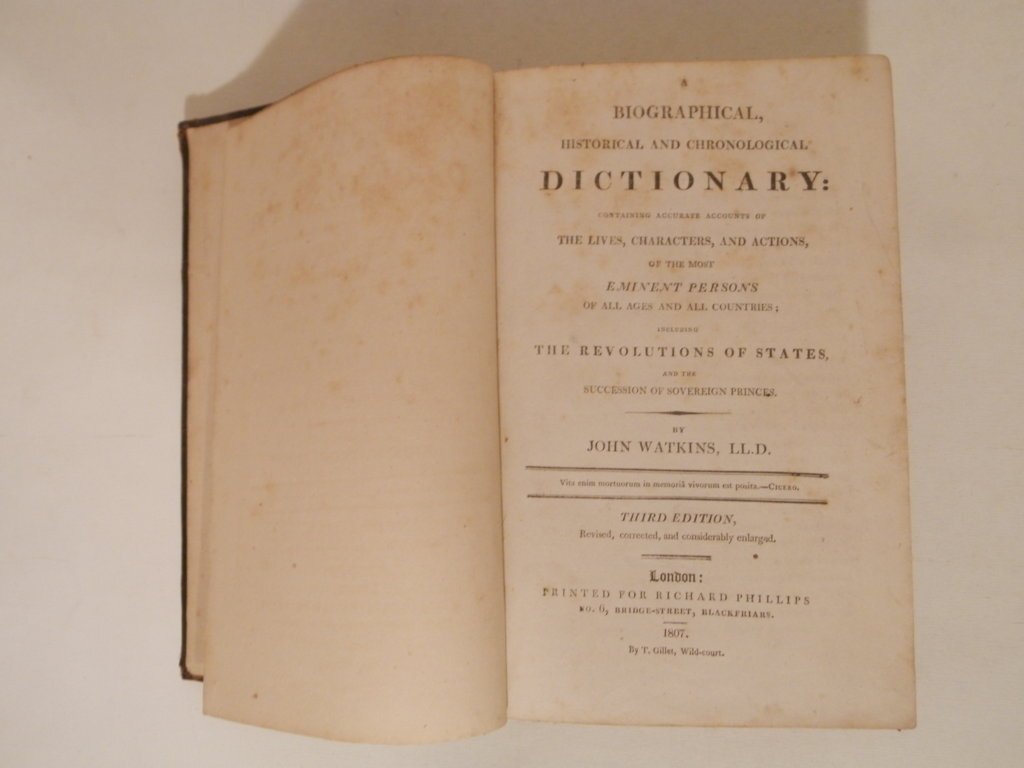 A
BIOGRAPHICAL,
HISTORICAL AND CHRONOLOGICAL
DICTIONARY:
CONTAINING ACCURATE ACCOUNTS OF
THE LIVES, CHARACTERS, AND ACTIONS,
OF THE MOST
EMINENT PERSONS
OF ALL AGES AND ALL COUNTRIES;
INCLUDING
THE REVOLUTIONS OF STATES,
AND THE
SUCCESSION OF SOVEREIGN PRINCES.
BY
JOHN WATKINS, LL.D.
Vita enim mortuorum in memoriâ vivorum est posita.—CICERO.
THIRD EDITION,
Revised, corrected, and considerably enlarged.
London:
PRINTED FOR RICHARD PHILLIPS
NO. 6, BRIDGE-STREET, BLACKFRIARS.
1807.
By T. Gillet, Wild-court.